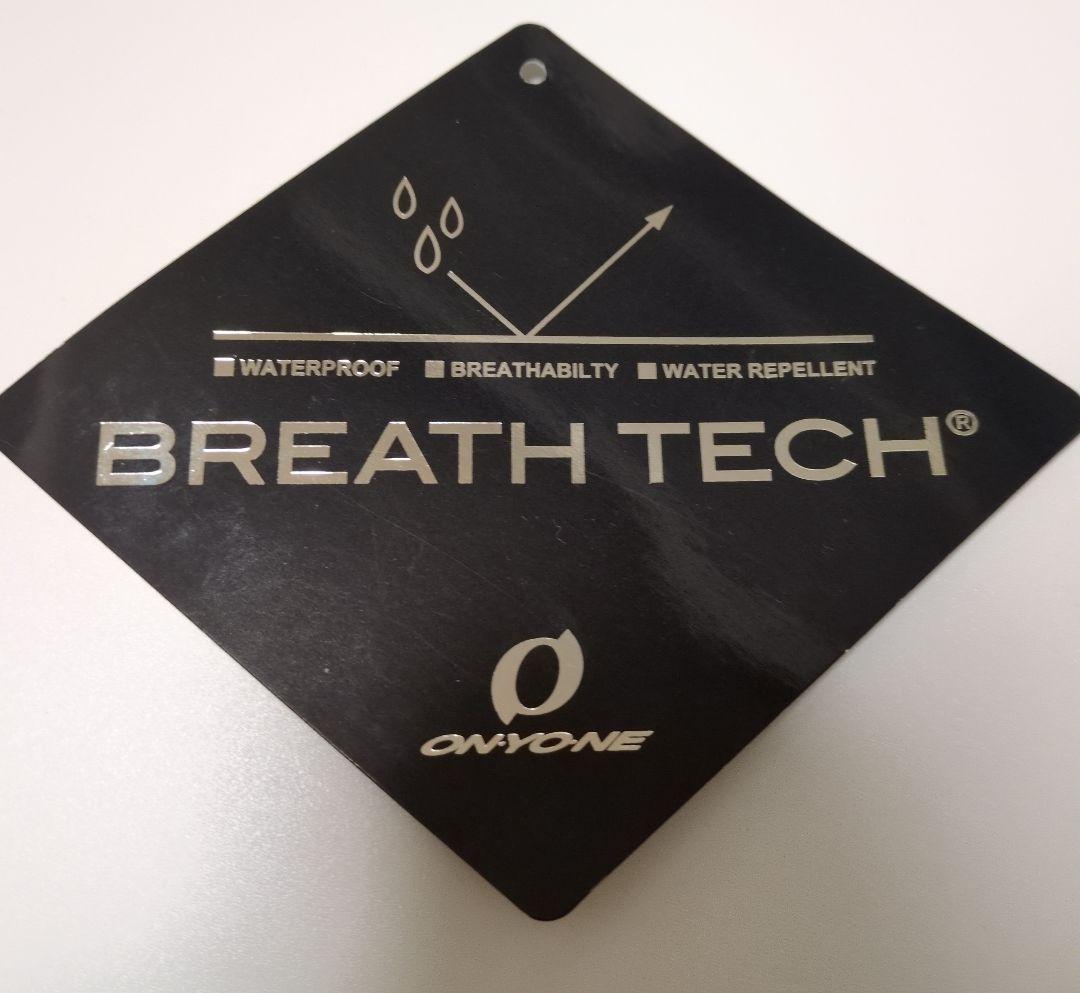 WATERPROOF BREATHABILTY WATER REPELLENT
BREATH TECH®
ON•YO•NE